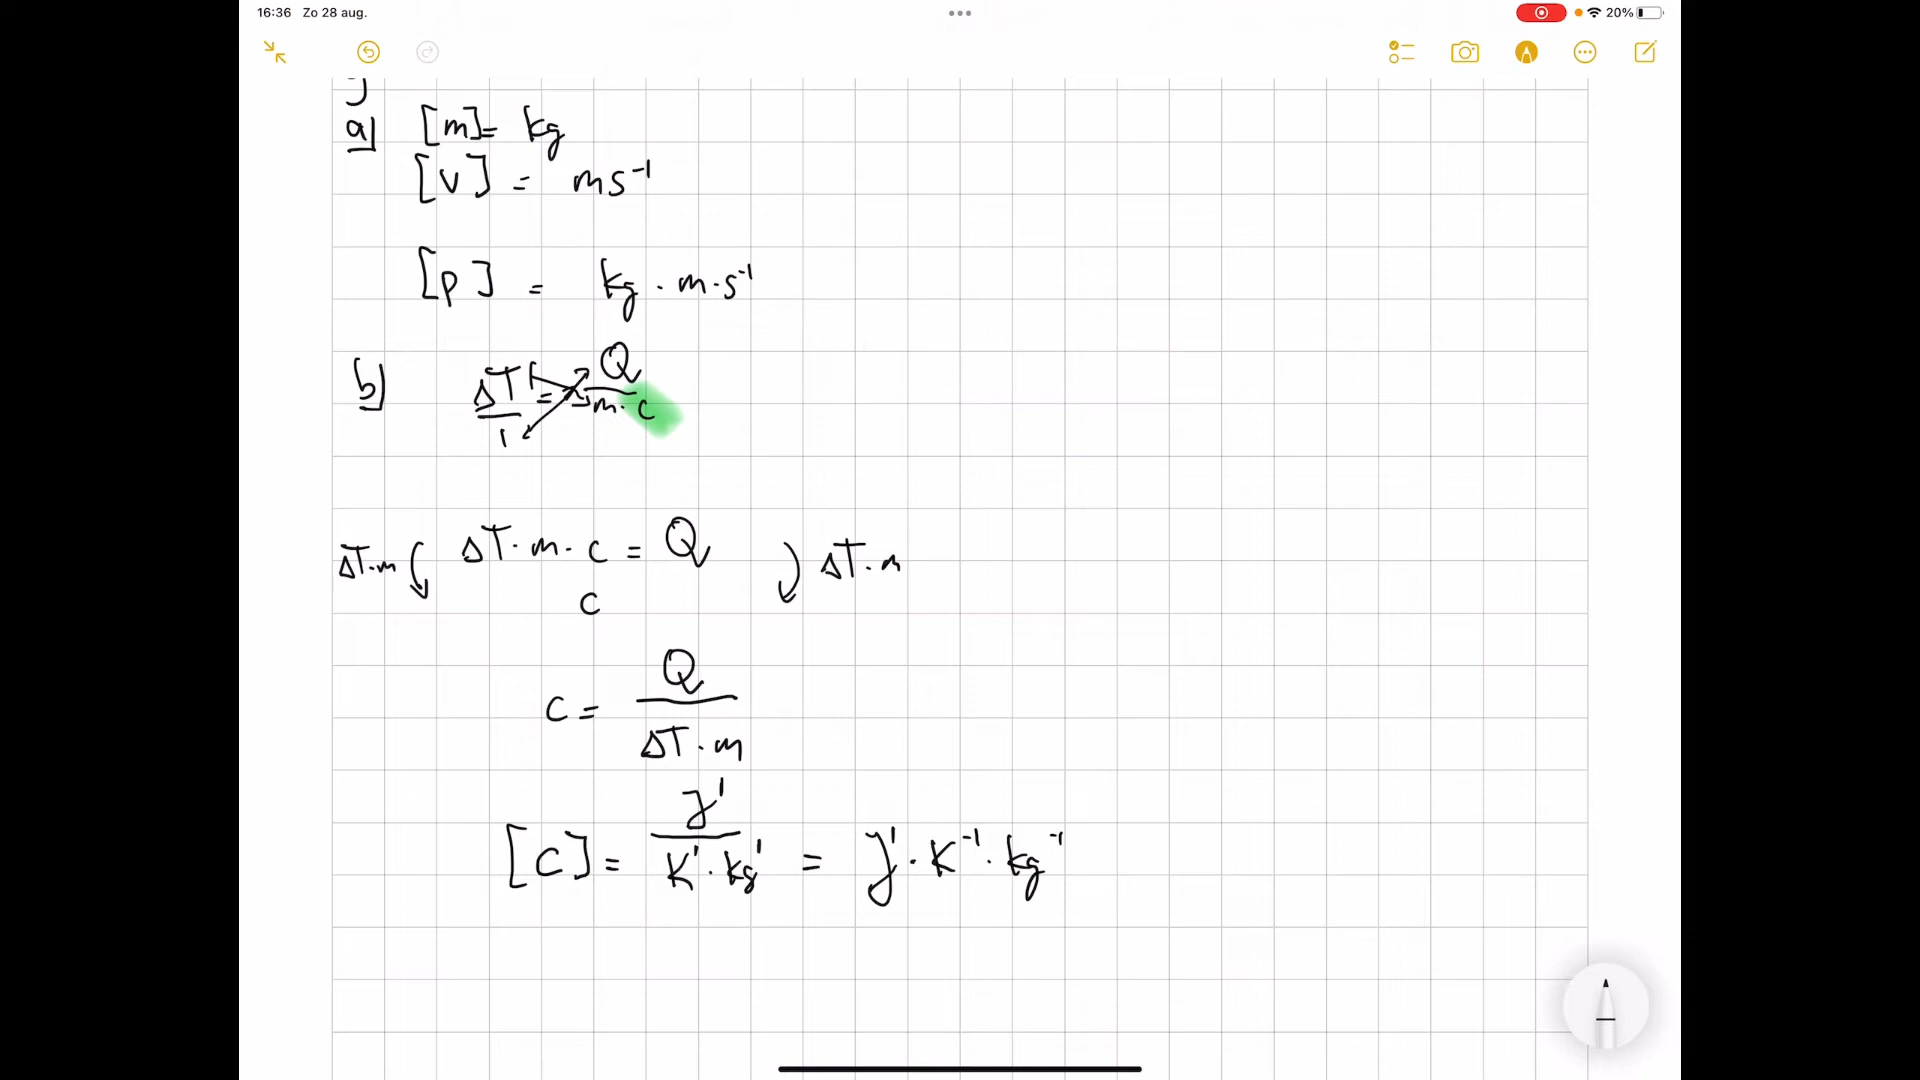 16:36 Zo 28 aug. 20%
a) [m] = kg
[v] = ms⁻¹
[p] = kg · m · s⁻¹
b) ΔT/1 = Q/m · c
ΔT·m ΔT · m · c = Q ΔT · m
c
c = Q/ΔT · m
[c] = J¹/K¹ · kg¹ = J¹ · K⁻¹ · kg⁻¹